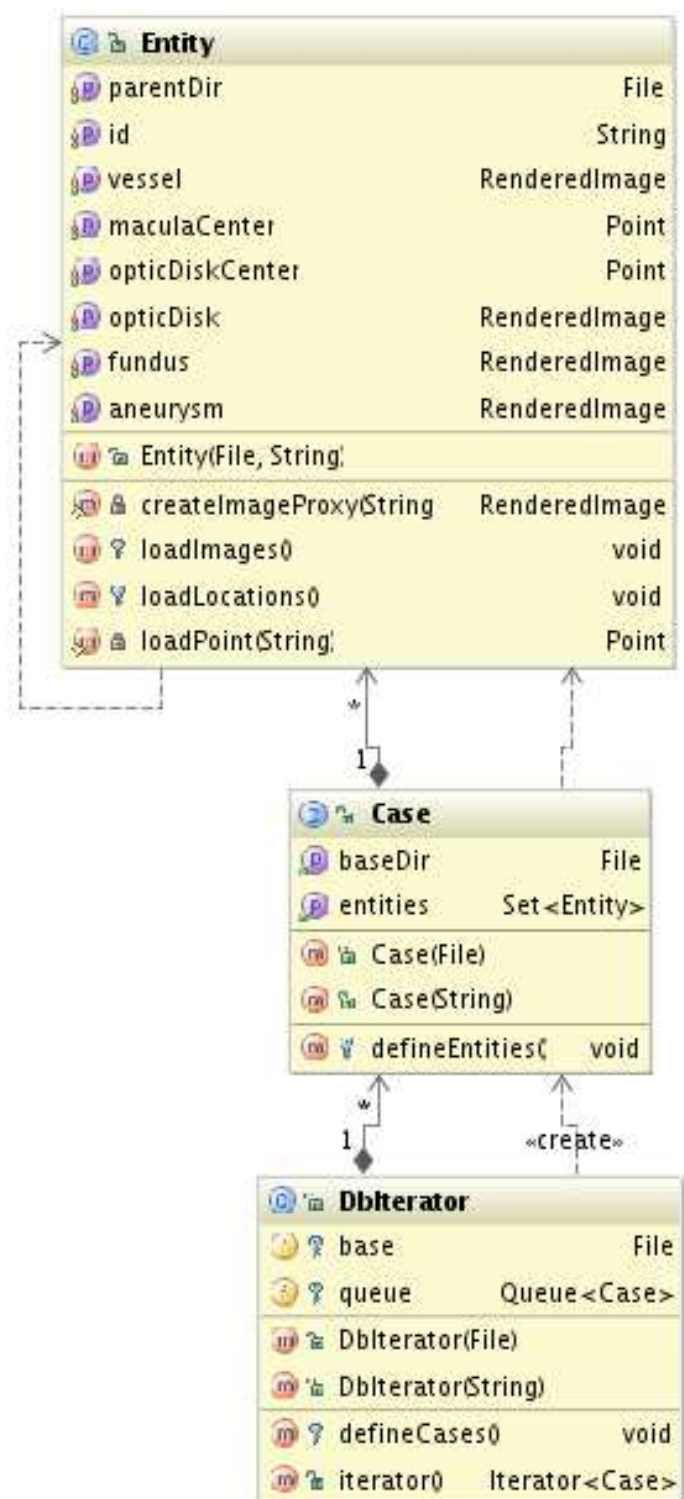 Entity
parentDir File
id String
vessel RenderedImage
maculaCenter Point
opticDiskCenter Point
opticDisk RenderedImage
fundus RenderedImage
aneurysm RenderedImage
Entity(File, String)
createImageProxy(String RenderedImage
loadImages() void
loadLocations() void
loadPoint(String) Point
*
1
Case
baseDir File
entities Set<Entity>
Case(File)
Case(String)
defineEntities( void
*
1 «create»
DbIterator
base File
queue Queue<Case>
DbIterator(File)
DbIterator(String)
defineCases() void
iterator() Iterator<Case>